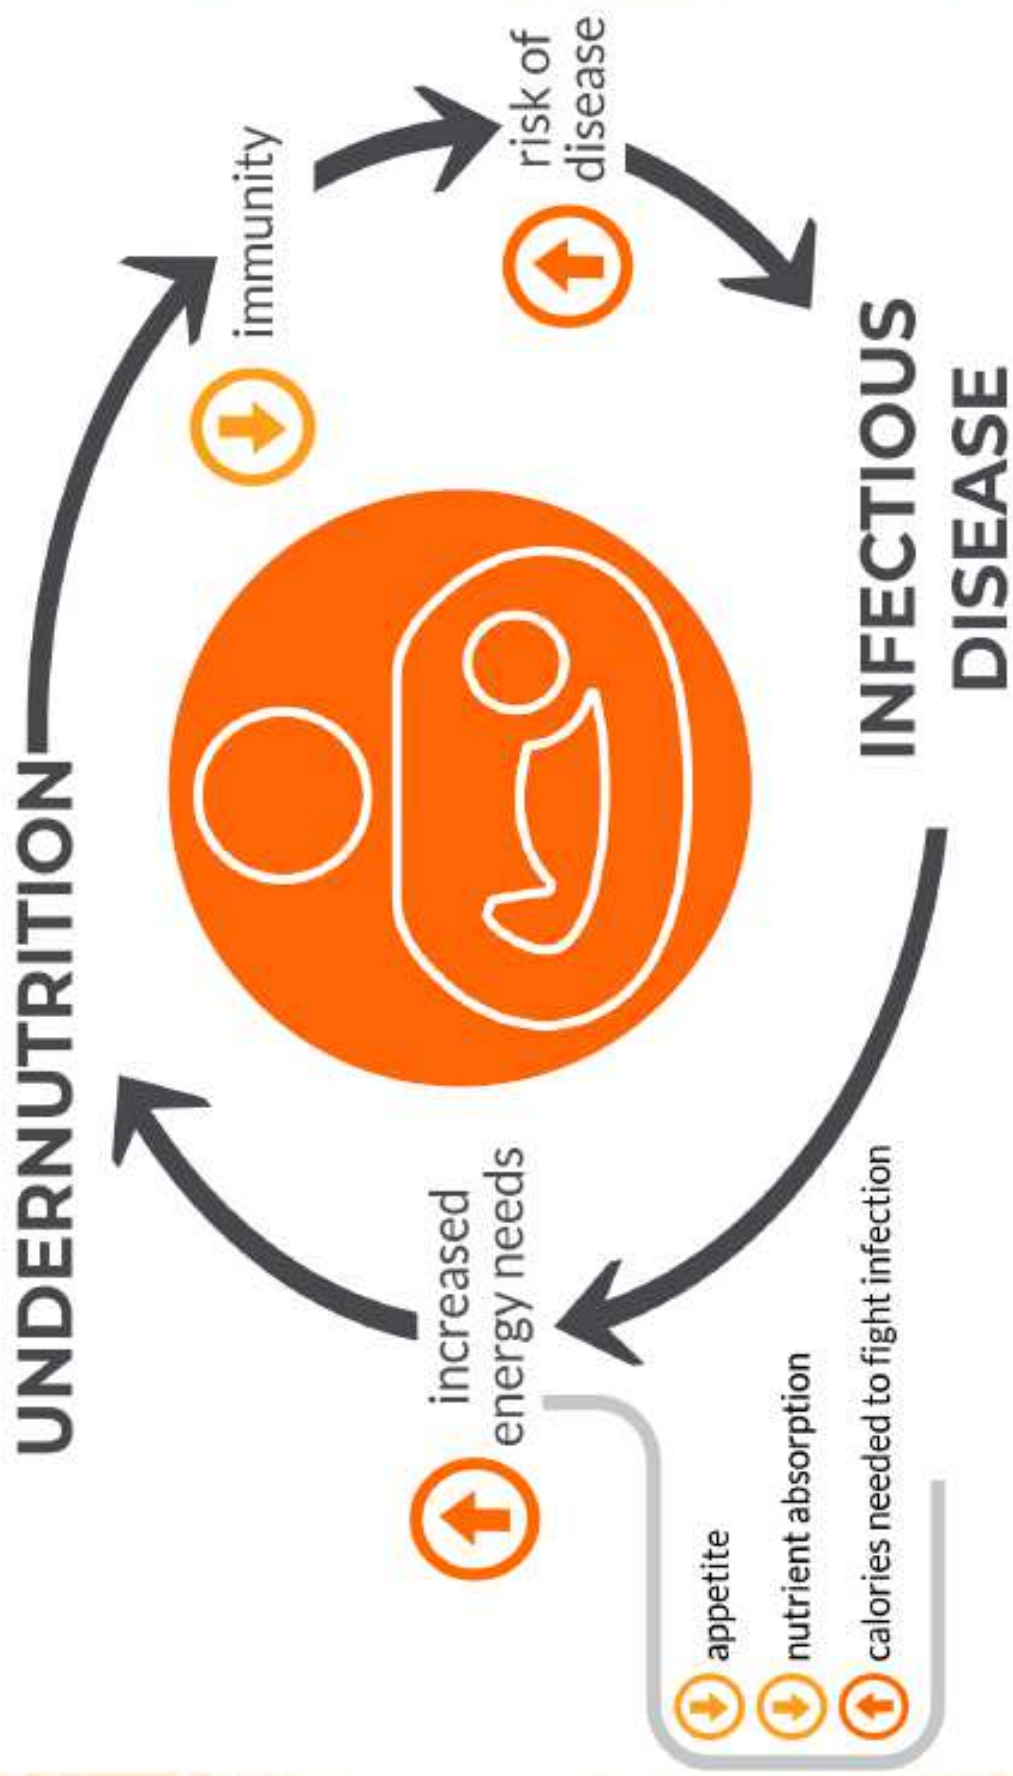 UNDERNUTRITION
immunity
risk of
disease
INFECTIOUS
DISEASE
increased
energy needs
appetite
nutrient absorption
calories needed to fight infection